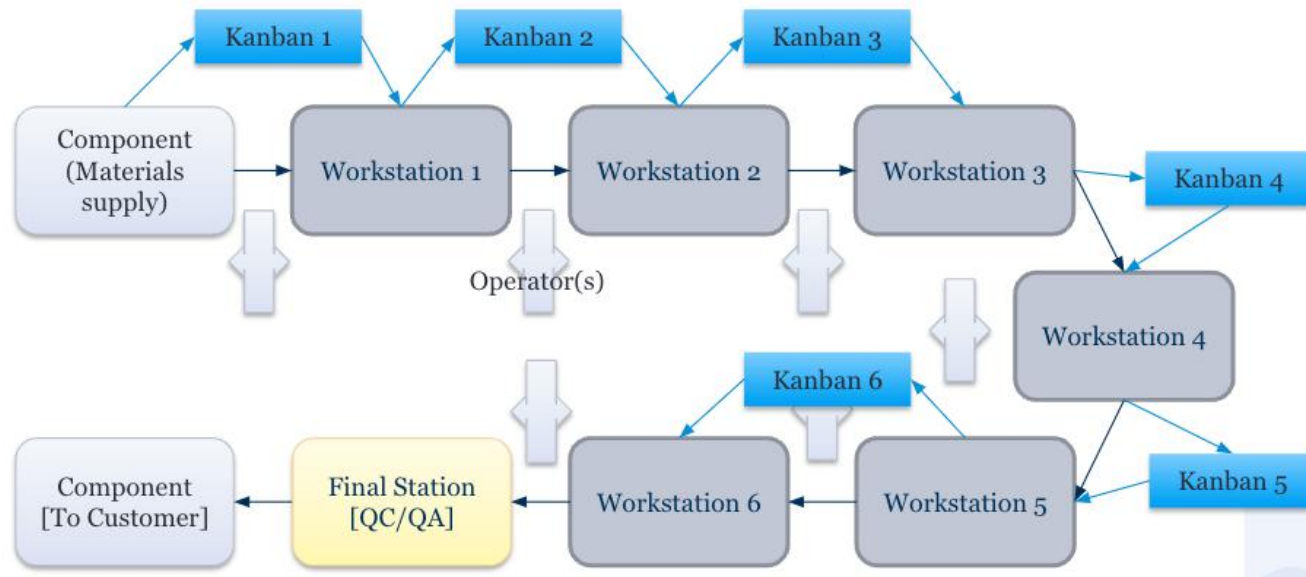 Kanban 1
Kanban 2
Kanban 3
Component
(Materials
supply)
Workstation 1
Workstation 2
Workstation 3
Kanban 4
Operator(s)
Workstation 4
Kanban 6
Component
[To Customer]
Final Station
[QC/QA]
Workstation 6
Workstation 5
Kanban 5